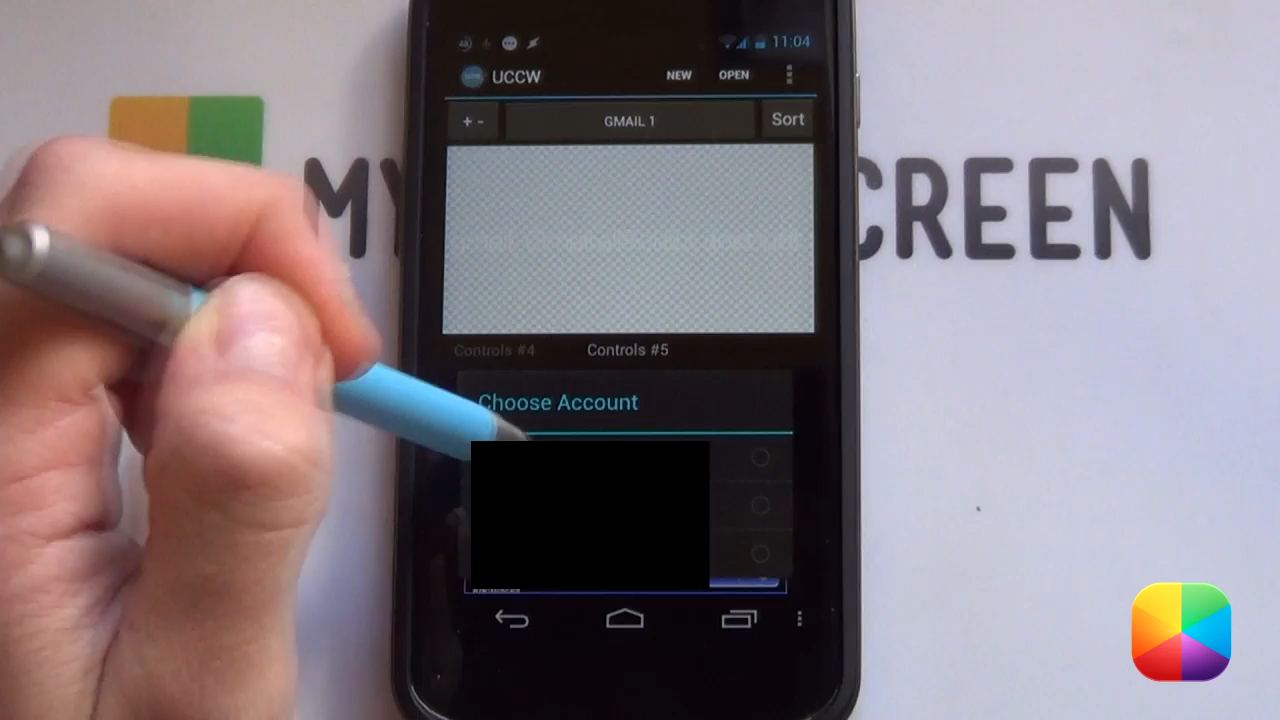 11:04
UCCW
NEW
OPEN
+ -
GMAIL 1
Sort
MY
CREEN
Controls #4
Controls #5
Choose Account